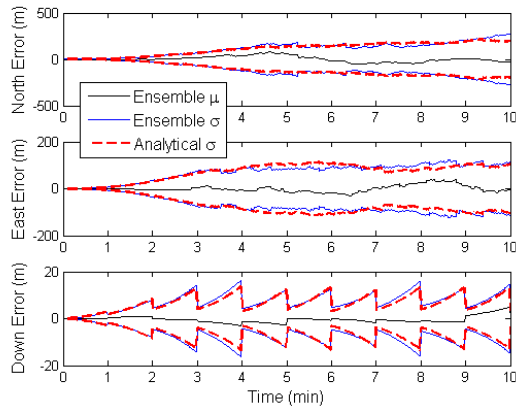 500
0
-500
North Error (m)
0 1 2 3 4 5 6 7 8 9 10
Ensemble μ
Ensemble σ
Analytical σ
200
0
-200
East Error (m)
0 1 2 3 4 5 6 7 8 9 10
20
0
-20
Down Error (m)
0 1 2 3 4 5 6 7 8 9 10
Time (min)